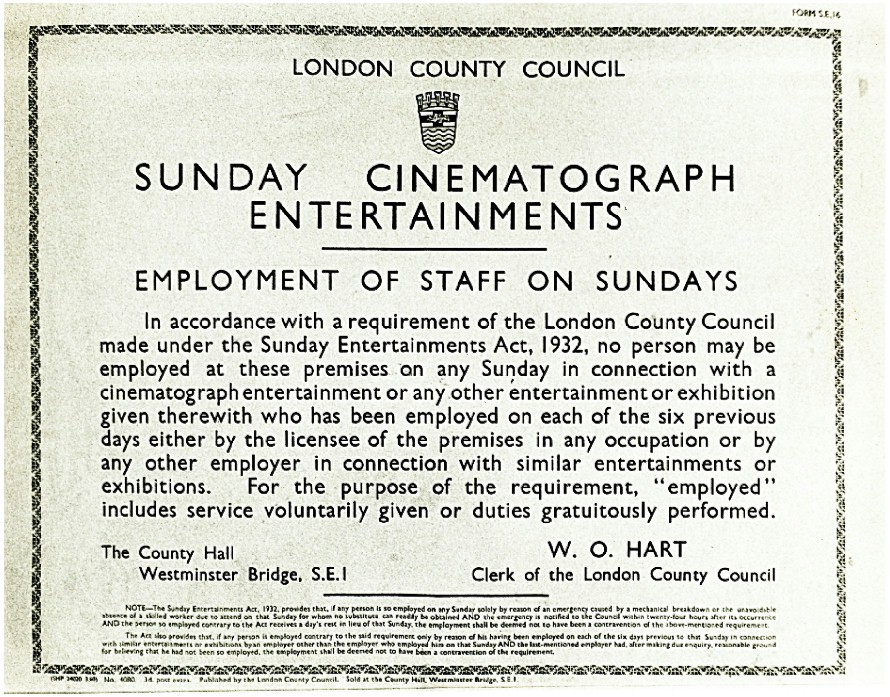 FORM S.E.16
LONDON COUNTY COUNCIL
SUNDAY CINEMATOGRAPH
ENTERTAINMENTS
EMPLOYMENT OF STAFF ON SUNDAYS
In accordance with a requirement of the London County Council
made under the Sunday Entertainments Act, 1932, no person may be
employed at these premises on any Sunday in connection with a
cinematograph entertainment or any other entertainment or exhibition
given therewith who has been employed on each of the six previous
days either by the licensee of the premises in any occupation or by
any other employer in connection with similar entertainments or
exhibitions. For the purpose of the requirement, "employed"
includes service voluntarily given or duties gratuitously performed.
The County Hall
Westminster Bridge, S.E.1
W. O. HART
Clerk of the London County Council
NOTE—The Sunday Entertainments Act, 1932, provides that, if any person is so employed on any Sunday solely by reason of an emergency caused by a mechanical breakdown or the unavoidable
absence of a skilled worker due to attend on that Sunday for whom no substitute can readily be obtained AND the emergency is notified to the Council within twenty-four hours after its occurrence
AND the person so employed contrary to the Act receives a day's rest in lieu of that Sunday, the employment shall be deemed not to have been a contravention of the above-mentioned requirement.
The Act also provides that, if any person is employed contrary to the said requirement only by reason of his having been employed on each of the six days previous to that Sunday in connection
with similar entertainments or exhibitions by an employer other than the employer who employed him on that Sunday AND the last-mentioned employer had, after making due enquiry, reasonable ground
for believing that he had not been so employed, the employment shall be deemed not to have been a contravention of the requirement.
No. 4080. 3d. post extra. Published by the London County Council. Sold at the County Hall, Westminster Bridge, S.E.1.